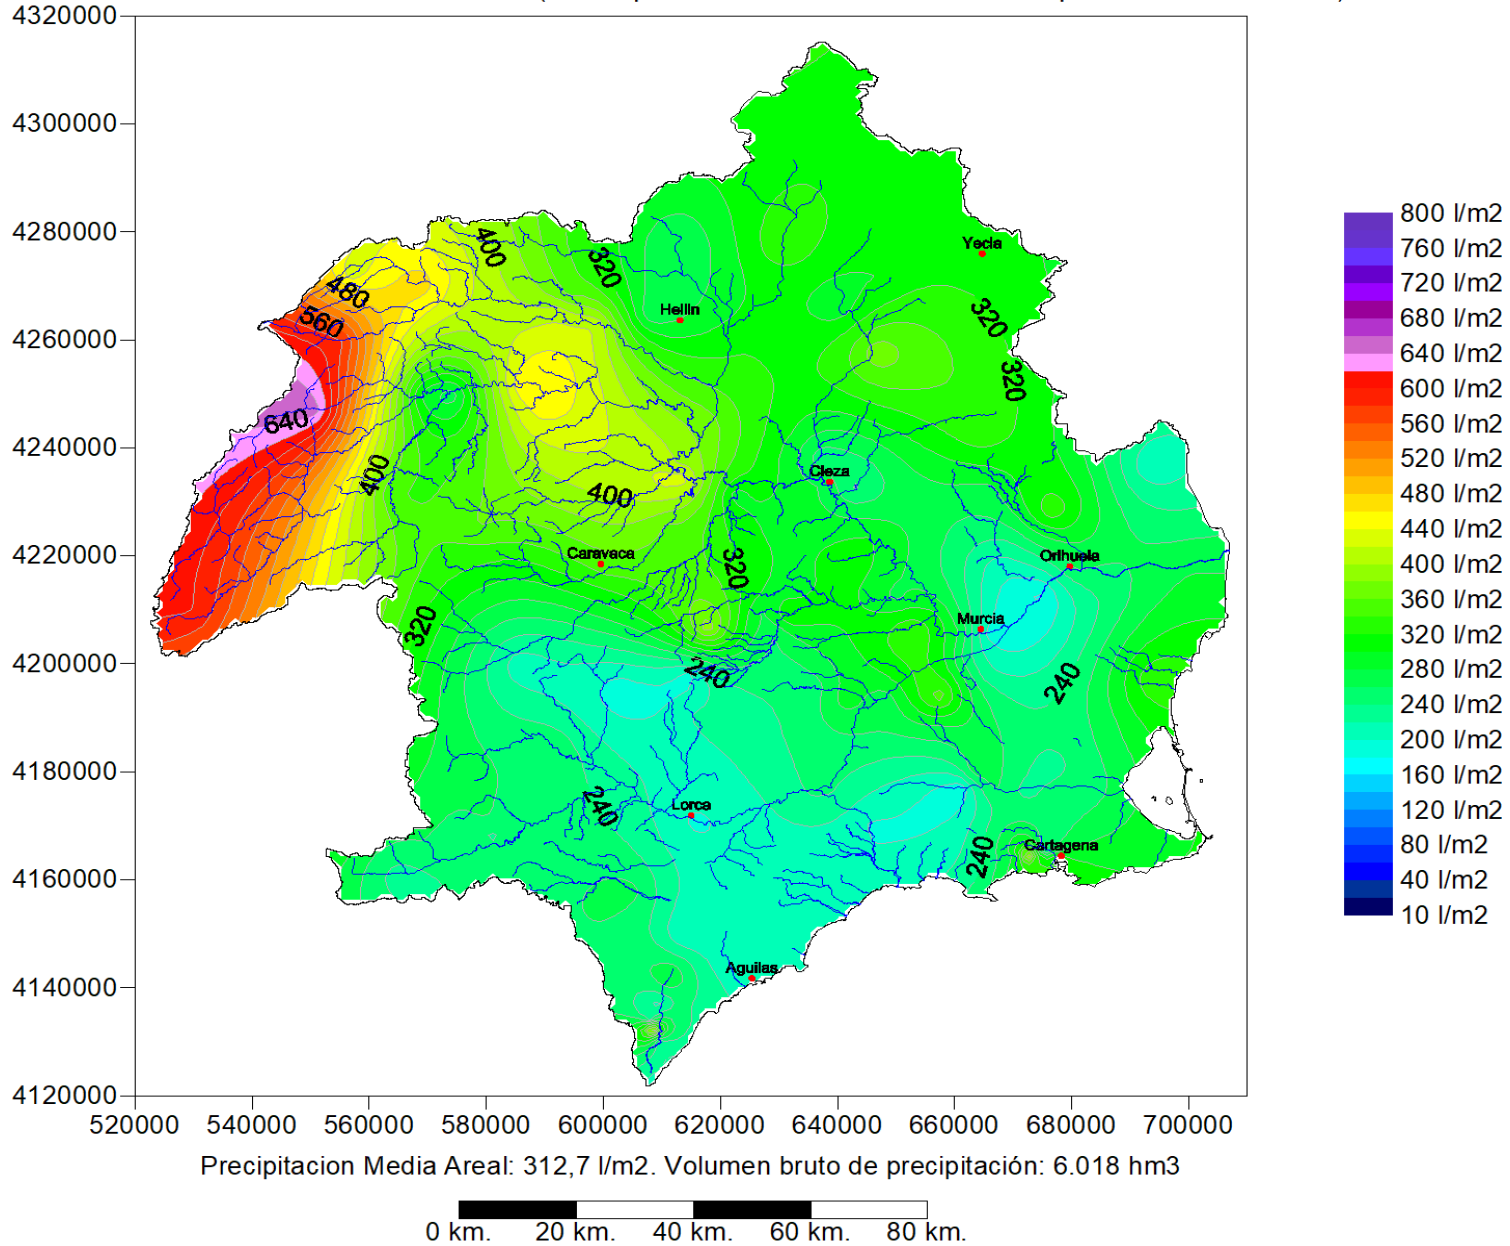 4320000
4300000
4280000
4260000
4240000
4220000
4200000
4180000
4160000
4140000
4120000
520000 540000 560000 580000 600000 620000 640000 660000 680000 700000
400
320
480
560
640
400
400
320
320
320
320
240
240
240
240
Yecla
Hellin
Cieza
Caravaca
Orihuela
Murcia
Lorca
Cartagena
Aguilas
800 l/m2
760 l/m2
720 l/m2
680 l/m2
640 l/m2
600 l/m2
560 l/m2
520 l/m2
480 l/m2
440 l/m2
400 l/m2
360 l/m2
320 l/m2
280 l/m2
240 l/m2
200 l/m2
160 l/m2
120 l/m2
80 l/m2
40 l/m2
10 l/m2
Precipitacion Media Areal: 312,7 l/m2. Volumen bruto de precipitación: 6.018 hm3
0 km. 20 km. 40 km. 60 km. 80 km.